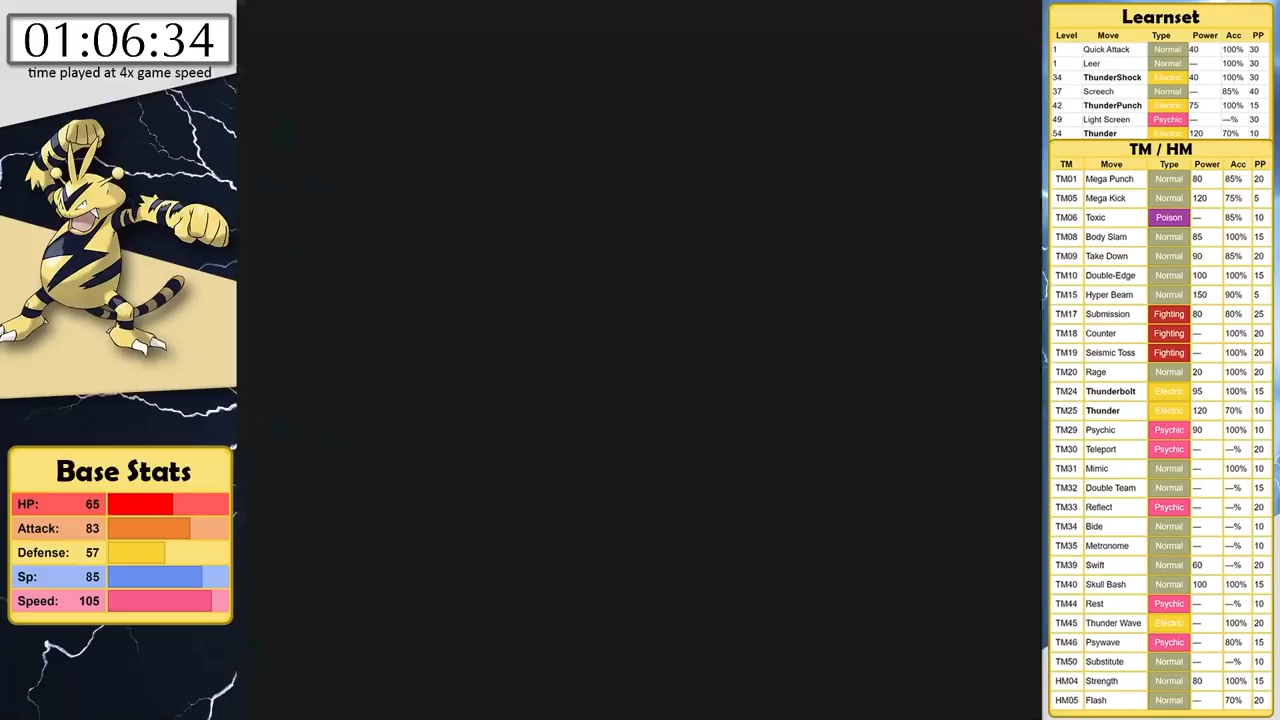 01:06:34
time played at 4x game speed
Base Stats
HP: 65
Attack: 83
Defense: 57
Sp: 85
Speed: 105
Learnset
Level Move Type Power Acc PP
1 Quick Attack Normal 40 100% 30
1 Leer Normal — 100% 30
34 ThunderShock Electric 40 100% 30
37 Screech Normal — 85% 40
42 ThunderPunch Electric 75 100% 15
49 Light Screen Psychic — —% 30
54 Thunder Electric 120 70% 10
TM / HM
TM Move Type Power Acc PP
TM01 Mega Punch Normal 80 85% 20
TM05 Mega Kick Normal 120 75% 5
TM06 Toxic Poison — 85% 10
TM08 Body Slam Normal 85 100% 15
TM09 Take Down Normal 90 85% 20
TM10 Double-Edge Normal 100 100% 15
TM15 Hyper Beam Normal 150 90% 5
TM17 Submission Fighting 80 80% 25
TM18 Counter Fighting — 100% 20
TM19 Seismic Toss Fighting — 100% 20
TM20 Rage Normal 20 100% 20
TM24 Thunderbolt Electric 95 100% 15
TM25 Thunder Electric 120 70% 10
TM29 Psychic Psychic 90 100% 10
TM30 Teleport Psychic — —% 20
TM31 Mimic Normal — 100% 10
TM32 Double Team Normal — —% 15
TM33 Reflect Psychic — —% 20
TM34 Bide Normal — —% 10
TM35 Metronome Normal — —% 10
TM39 Swift Normal 60 —% 20
TM40 Skull Bash Normal 100 100% 15
TM44 Rest Psychic — —% 10
TM45 Thunder Wave Electric — 100% 20
TM46 Psywave Psychic — 80% 15
TM50 Substitute Normal — —% 10
HM04 Strength Normal 80 100% 15
HM05 Flash Normal — 70% 20